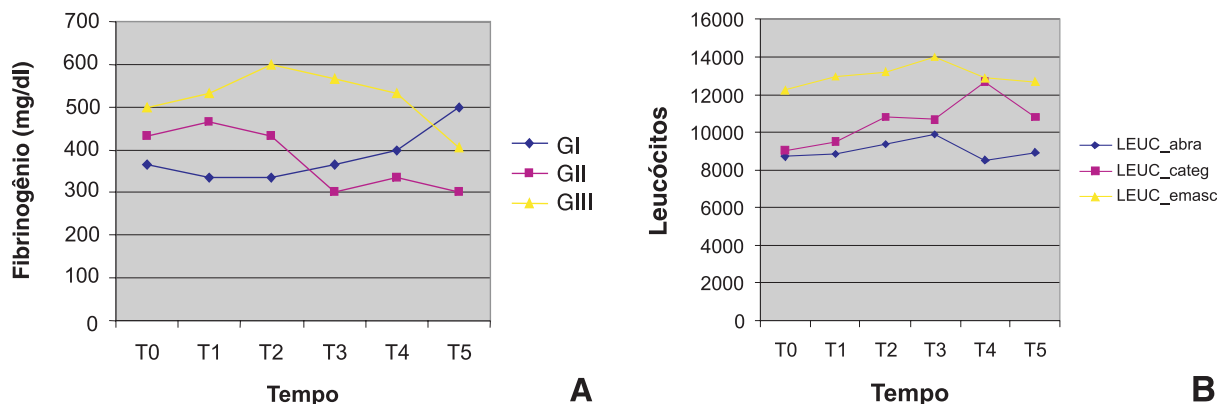 700
600
500
400
300
200
100
0
Fibrinogênio (mg/dl)
T0 T1 T2 T3 T4 T5
Tempo
GI
GII
GIII
A
16000
14000
12000
10000
8000
6000
4000
2000
0
Leucócitos
T0 T1 T2 T3 T4 T5
Tempo
LEUC_abra
LEUC_categ
LEUC_emasc
B